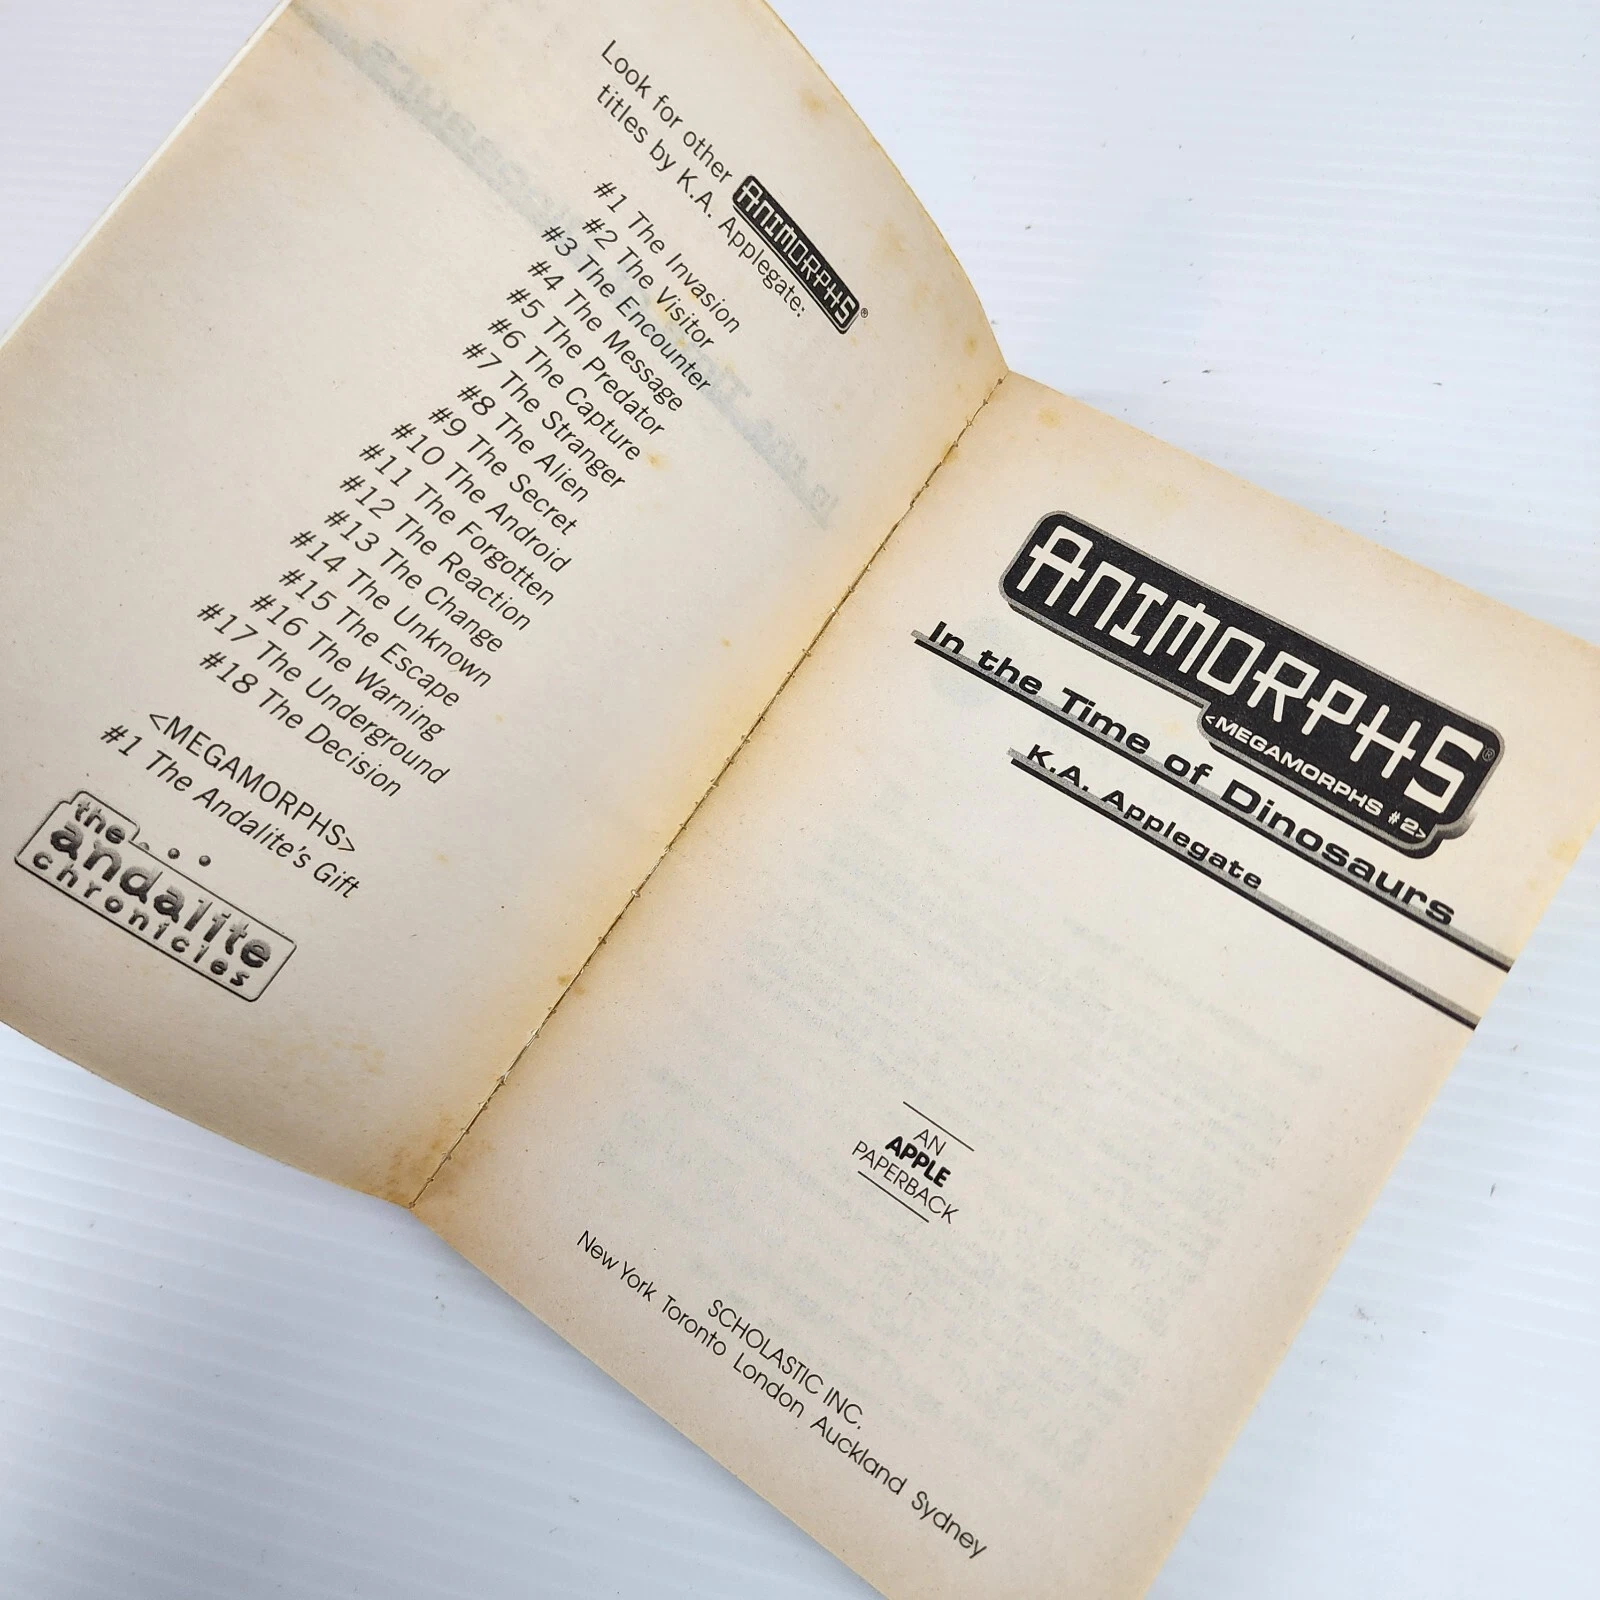 Look for other ANIMORPHS®
titles by K.A. Applegate:
#1 The Invasion
#2 The Visitor
#3 The Encounter
#4 The Message
#5 The Predator
#6 The Capture
#7 The Stranger
#8 The Alien
#9 The Secret
#10 The Android
#11 The Forgotten
#12 The Reaction
#13 The Change
#14 The Unknown
#15 The Escape
#16 The Warning
#17 The Underground
#18 The Decision
<MEGAMORPHS>
#1 The Andalite's Gift
the
andalite
chronicles
ANIMORPHS®
<MEGAMORPHS #2>
In the Time of Dinosaurs
K.A. Applegate
AN
APPLE
PAPERBACK
SCHOLASTIC INC.
New York Toronto London Auckland Sydney